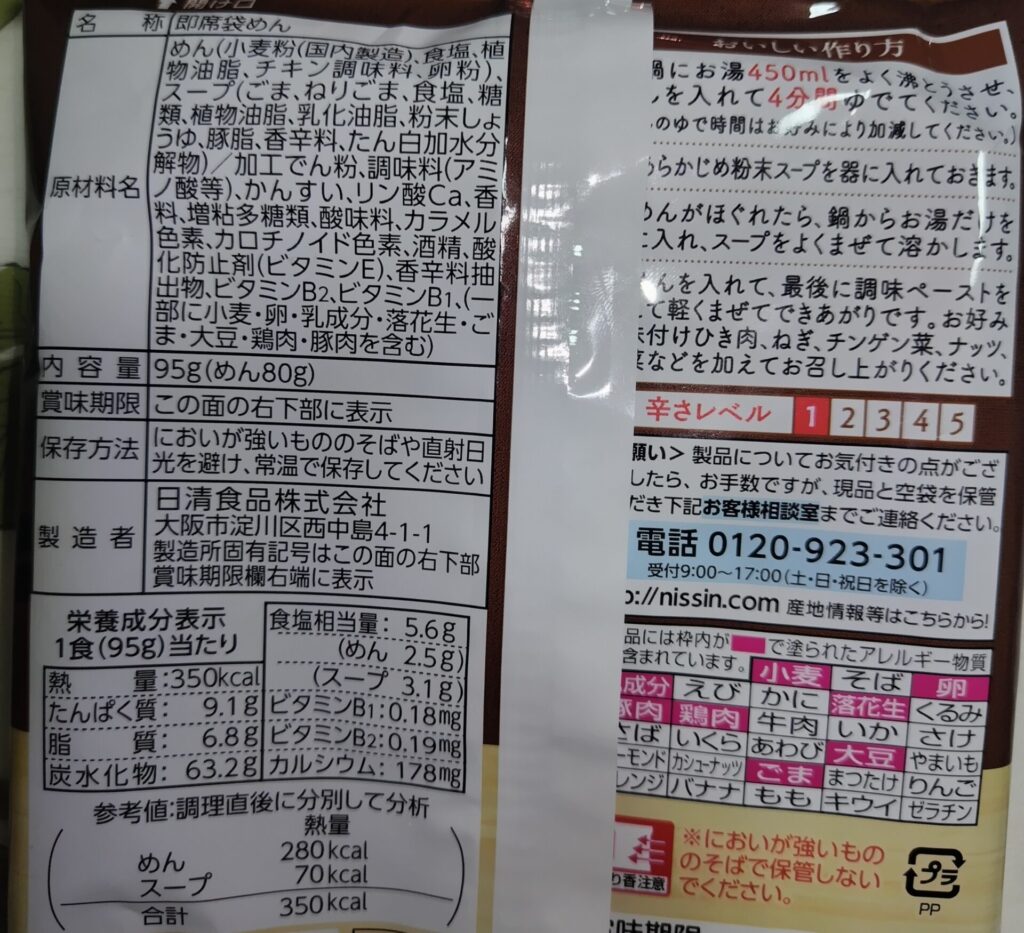 名 称 即席袋めん
原材料名
めん(小麦粉(国内製造)、食塩、植
物油脂、チキン調味料、卵粉)、
スープ(ごま、ねりごま、食塩、糖
類、植物油脂、乳化油脂、粉末しょ
うゆ、豚脂、香辛料、たん白加水分
解物)/加工でん粉、調味料(アミ
ノ酸等)、かんすい、リン酸Ca、香
料、増粘多糖類、酸味料、カラメル
色素、カロチノイド色素、酒精、酸
化防止剤(ビタミンE)、香辛料抽
出物、ビタミンB2、ビタミンB1、(一
部に小麦・卵・乳成分・落花生・ご
ま・大豆・鶏肉・豚肉を含む)
内容量 95g(めん80g)
賞味期限 この面の右下部に表示
保存方法
においが強いもののそばや直射日
光を避け、常温で保存してください
製造者
日清食品株式会社
大阪市淀川区西中島4-1-1
製造所固有記号はこの面の右下部
賞味期限欄右端に表示
栄養成分表示
1食(95g)当たり
熱 量:350kcal
たんぱく質: 9.1g
脂 質: 6.8g
炭水化物: 63.2g
食塩相当量: 5.6g
(めん 2.5g)
(スープ 3.1g)
ビタミンB1:0.18mg
ビタミンB2:0.19mg
カルシウム: 178mg
参考値:調理直後に分別して分析
熱量
めん 280kcal
スープ 70kcal
合計 350kcal
おいしい作り方
鍋にお湯450mlをよく沸とうさせ、
しを入れて4分間ゆでてください。
のゆで時間はお好みにより加減してください。)
らかじめ粉末スープを器に入れておきます。
めんがほぐれたら、鍋からお湯だけを
に入れ、スープをよくまぜて溶かします。
んを入れて、最後に調味ペーストを
て軽くまぜてできあがりです。お好み
味付けひき肉、ねぎ、チンゲン菜、ナッツ、
菜などを加えてお召し上がりください。
辛さレベル 1 2 3 4 5
願い> 製品についてお気付きの点がござ
したら、お手数ですが、現品と空袋を保管
だき下記お客様相談室までご連絡ください。
電話 0120-923-301
受付9:00~17:00(土・日・祝日を除く)
p://nissin.com 産地情報等はこちらから!
品には枠内が で塗られたアレルギー物質
含まれています。
成分 えび 小麦 そば 卵
豚肉 鶏肉 かに 落花生 くるみ
さば いくら 牛肉 いか さけ
ーモンド カシューナッツ あわび 大豆 やまいも
レンジ バナナ ごま まつたけ りんご
もも キウイ ゼラチン
り香注意
※においが強いもの
のそばで保管しない
でください。
プラ
PP
味期限